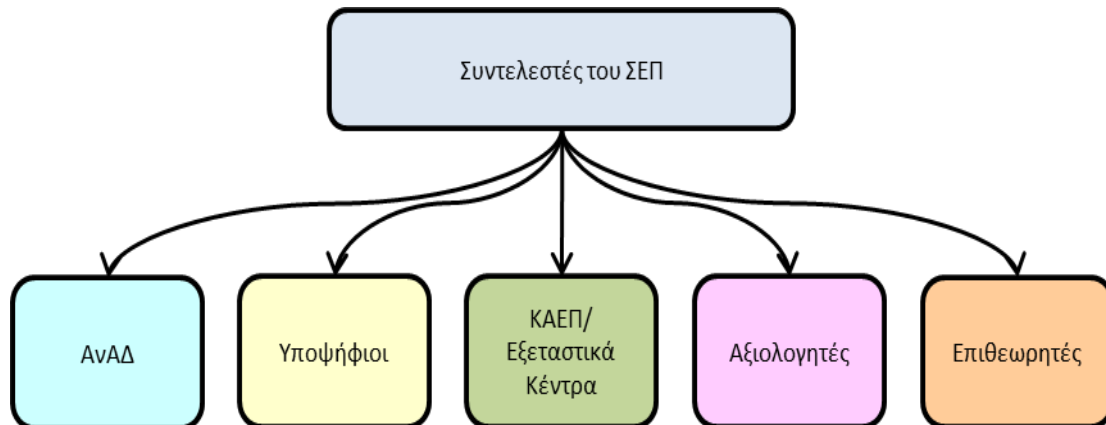 Συντελεστές του ΣΕΠ
ΑνΑΔ
Υποψήφιοι
ΚΑΕΠ/
Εξεταστικά
Κέντρα
Αξιολογητές
Επιθεωρητές